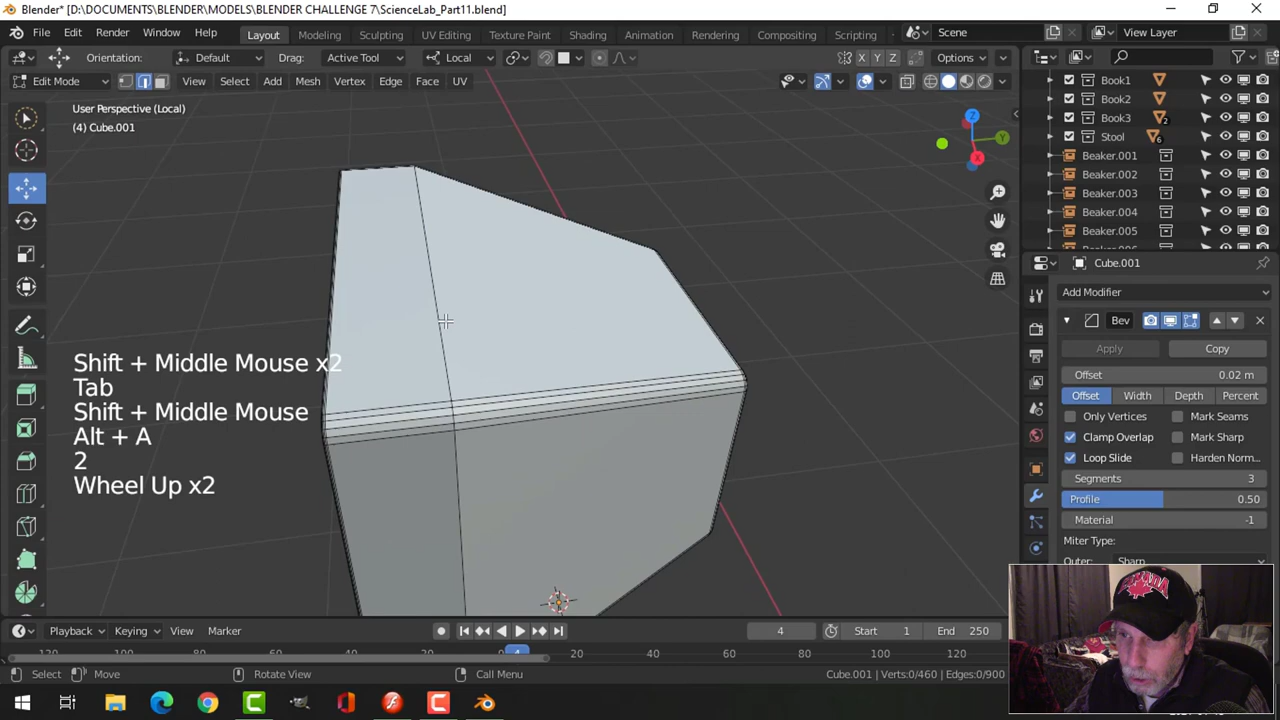 Blender* [D:\DOCUMENTS\BLENDER\MODELS\BLENDER CHALLENGE 7\ScienceLab_Part11.blend]
File Edit Render Window Help Layout Modeling Sculpting UV Editing Texture Paint Shading Animation Rendering Compositing Scripting Scene View Layer
Orientation: Default Drag: Active Tool Local X Y Z Options
Edit Mode View Select Add Mesh Vertex Edge Face UV
User Perspective (Local)
(4) Cube.001
Z
Y
X
Book1
Book2
Book3 2
Stool 6
Beaker.001
Beaker.002
Beaker.003
Beaker.004
Beaker.005
Cube.001
Add Modifier
Bev
Apply Copy
Offset 0.02 m
Offset Width Depth Percent
Only Vertices Mark Seams
Clamp Overlap Mark Sharp
Loop Slide Harden Norm...
Segments 3
Profile 0.50
Material -1
Miter Type:
Outer: Sharp
Shift + Middle Mouse x2
Tab
Shift + Middle Mouse
Alt + A
2
Wheel Up x2
Playback Keying View Marker 4 Start 1 End 250
40 20 0 20 40 60 80 100 120
Select Move Rotate View Call Menu Cube.001 | Verts:0/460 | Edges:0/900